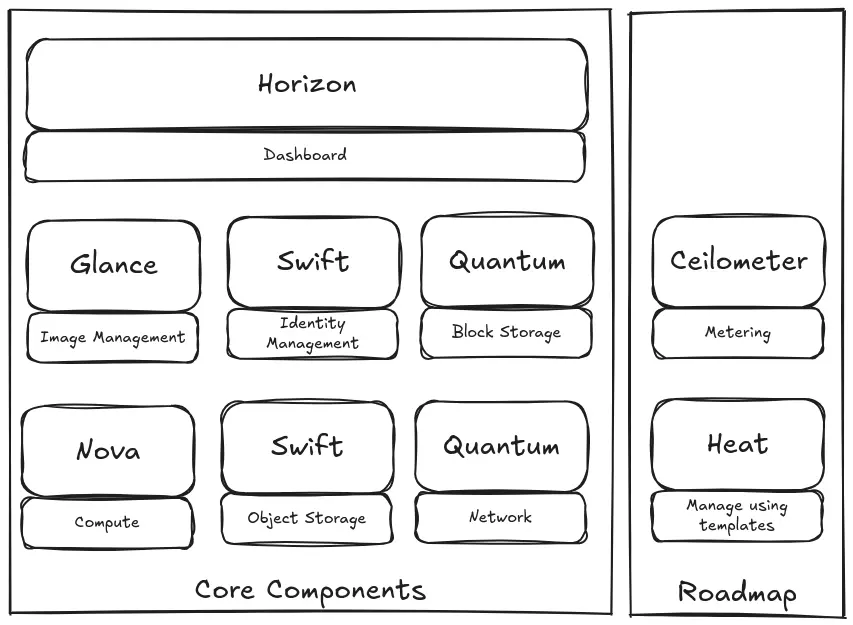 Horizon
Dashboard
Glance
Swift
Quantum
Ceilometer
Image Management
Identity
Management
Block Storage
Metering
Nova
Swift
Quantum
Heat
Compute
Object Storage
Network
Manage using
templates
Core Components
Roadmap